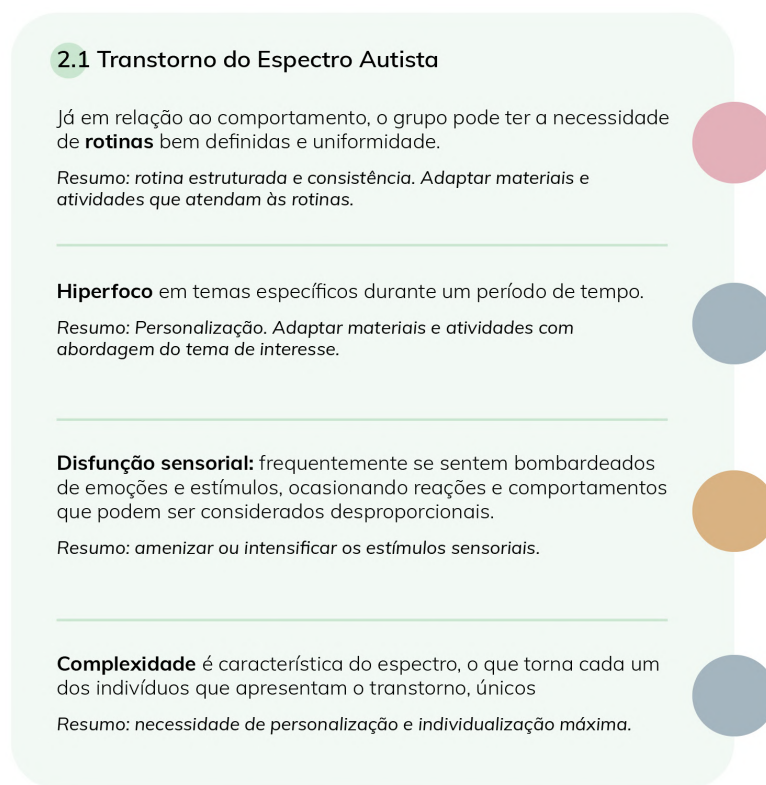 2.1 Transtorno do Espectro Autista
Já em relação ao comportamento, o grupo pode ter a necessidade
de rotinas bem definidas e uniformidade.
Resumo: rotina estruturada e consistência. Adaptar materiais e
atividades que atendam às rotinas.
Hiperfoco em temas específicos durante um período de tempo.
Resumo: Personalização. Adaptar materiais e atividades com
abordagem do tema de interesse.
Disfunção sensorial: frequentemente se sentem bombardeados
de emoções e estímulos, ocasionando reações e comportamentos
que podem ser considerados desproporcionais.
Resumo: amenizar ou intensificar os estímulos sensoriais.
Complexidade é característica do espectro, o que torna cada um
dos indivíduos que apresentam o transtorno, únicos
Resumo: necessidade de personalização e individualização máxima.